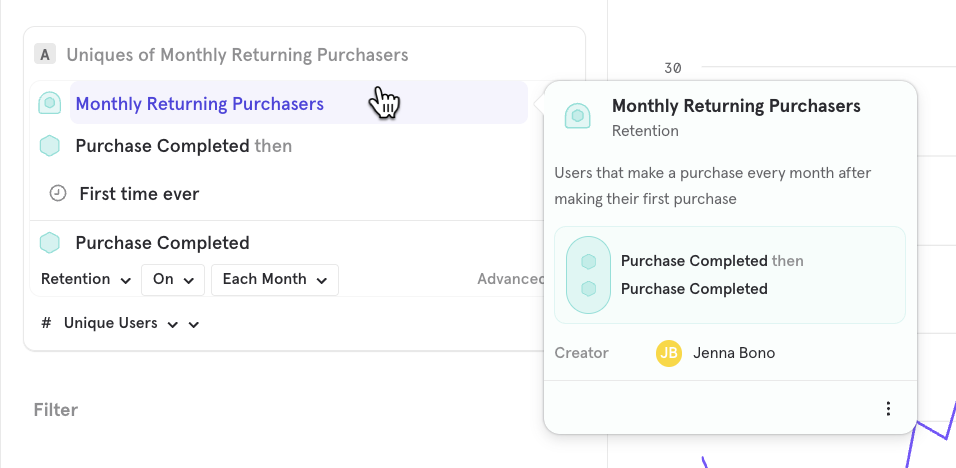 A Uniques of Monthly Returning Purchasers
Monthly Returning Purchasers
Purchase Completed then
First time ever
Purchase Completed
Retention On Each Month Advanced
# Unique Users
Filter
30
Monthly Returning Purchasers
Retention
Users that make a purchase every month after
making their first purchase
Purchase Completed then
Purchase Completed
Creator JB Jenna Bono